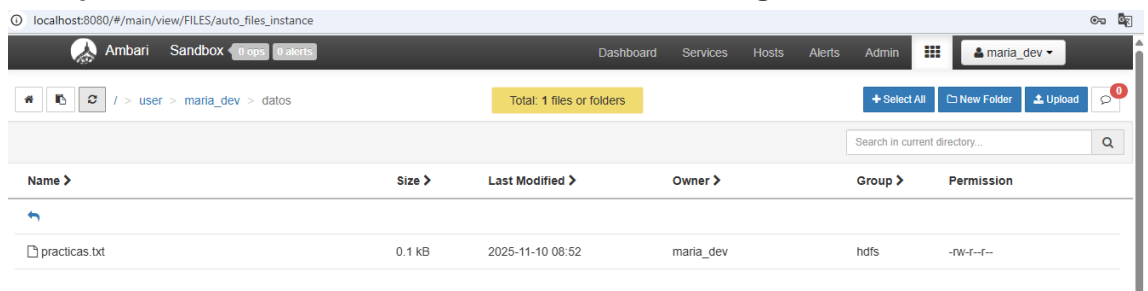 localhost:8080/#/main/view/FILES/auto_files_instance
Ambari Sandbox 0 ops 0 alerts Dashboard Services Hosts Alerts Admin maria_dev
/ > user > maria_dev > datos Total: 1 files or folders + Select All New Folder Upload 0
Search in current directory...
Name > Size > Last Modified > Owner > Group > Permission
practicas.txt 0.1 kB 2025-11-10 08:52 maria_dev hdfs -rw-r--r--